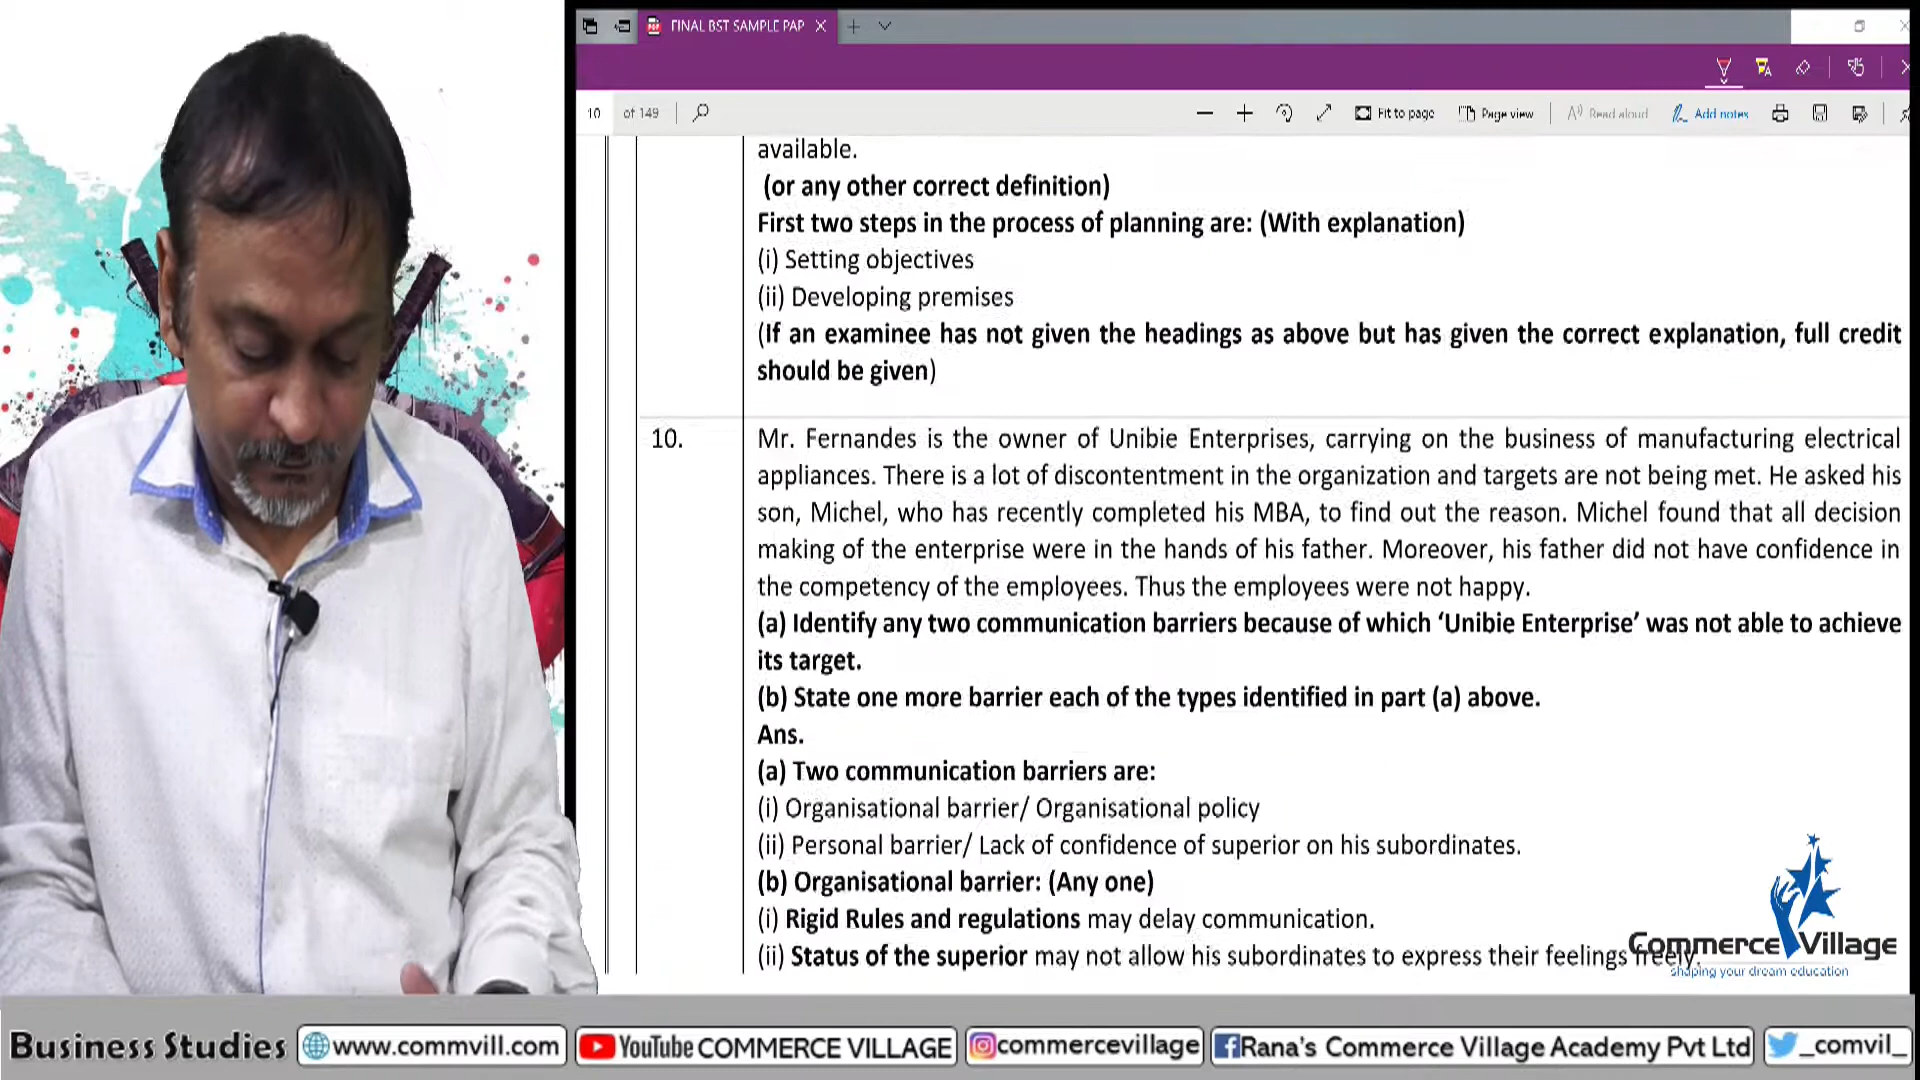 FINAL BST SAMPLE PAP
10 of 149
Fit to page
Page view
Read aloud
Add notes
available.
(or any other correct definition)
First two steps in the process of planning are: (With explanation)
(i) Setting objectives
(ii) Developing premises
(If an examinee has not given the headings as above but has given the correct explanation, full credit
should be given)
10.
Mr. Fernandes is the owner of Unibie Enterprises, carrying on the business of manufacturing electrical
appliances. There is a lot of discontentment in the organization and targets are not being met. He asked his
son, Michel, who has recently completed his MBA, to find out the reason. Michel found that all decision
making of the enterprise were in the hands of his father. Moreover, his father did not have confidence in
the competency of the employees. Thus the employees were not happy.
(a) Identify any two communication barriers because of which ‘Unibie Enterprise’ was not able to achieve
its target.
(b) State one more barrier each of the types identified in part (a) above.
Ans.
(a) Two communication barriers are:
(i) Organisational barrier/ Organisational policy
(ii) Personal barrier/ Lack of confidence of superior on his subordinates.
(b) Organisational barrier: (Any one)
(i) Rigid Rules and regulations may delay communication.
(ii) Status of the superior may not allow his subordinates to express their feelings freely.
Commerce Village
shaping your dream education
Business Studies
www.commvill.com
YouTube COMMERCE VILLAGE
commercevillage
Rana's Commerce Village Academy Pvt Ltd
_comvil_